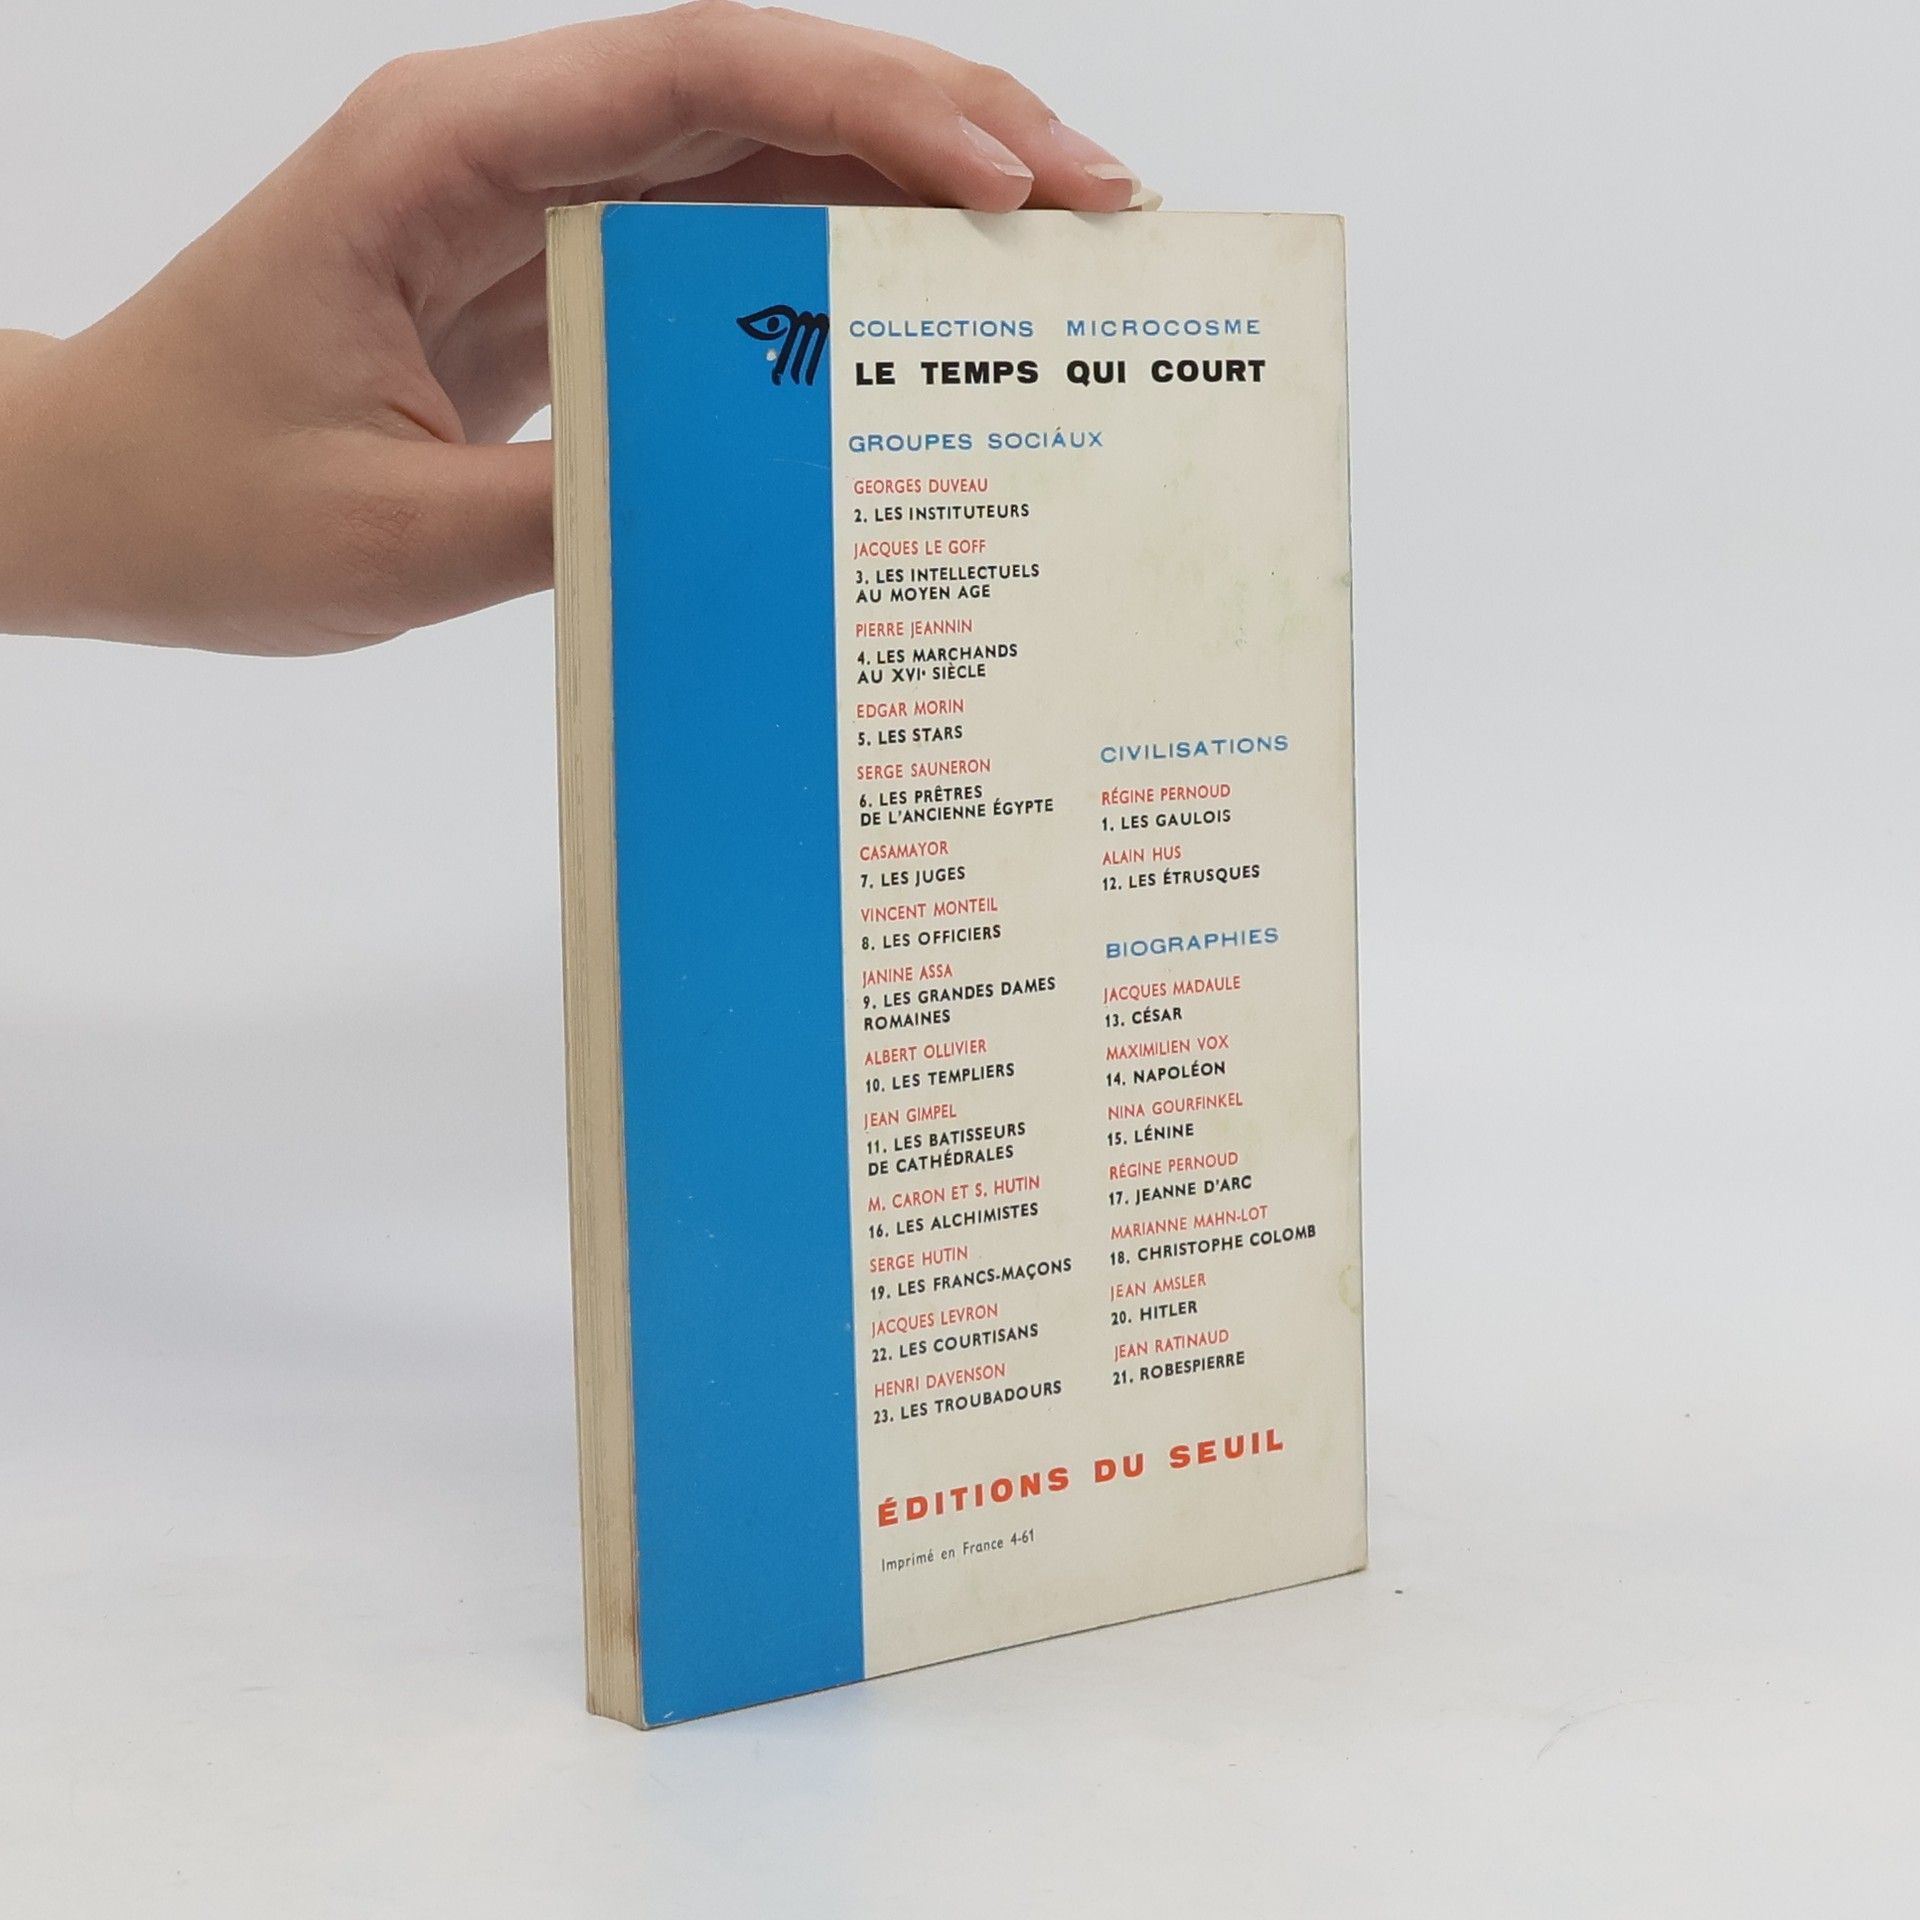 COLLECTIONS MICROCOSME
LE TEMPS QUI COURT
GROUPES SOCIAUX
GEORGES DUVEAU
2. LES INSTITUTEURS
JACQUES LE GOFF
3. LES INTELLECTUELS
AU MOYEN AGE
PIERRE JEANNIN
4. LES MARCHANDS
AU XVIe SIÈCLE
EDGAR MORIN
5. LES STARS
SERGE SAUNERON
6. LES PRÊTRES
DE L'ANCIENNE ÉGYPTE
CASAMAYOR
7. LES JUGES
VINCENT MONTEIL
8. LES OFFICIERS
JANINE ASSA
9. LES GRANDES DAMES
ROMAINES
ALBERT OLLIVIER
10. LES TEMPLIERS
JEAN GIMPEL
11. LES BATISSEURS
DE CATHÉDRALES
M. CARON ET S. HUTIN
16. LES ALCHIMISTES
SERGE HUTIN
19. LES FRANCS-MAÇONS
JACQUES LEVRON
22. LES COURTISANS
HENRI DAVENSON
23. LES TROUBADOURS
CIVILISATIONS
RÉGINE PERNOUD
1. LES GAULOIS
ALAIN HUS
12. LES ÉTRUSQUES
BIOGRAPHIES
JACQUES MADAULE
13. CÉSAR
MAXIMILIEN VOX
14. NAPOLÉON
NINA GOURFINKEL
15. LÉNINE
RÉGINE PERNOUD
17. JEANNE D'ARC
MARIANNE MAHN-LOT
18. CHRISTOPHE COLOMB
JEAN AMSLER
20. HITLER
JEAN RATINAUD
21. ROBESPIERRE
ÉDITIONS DU SEUIL
Imprimé en France 4-61